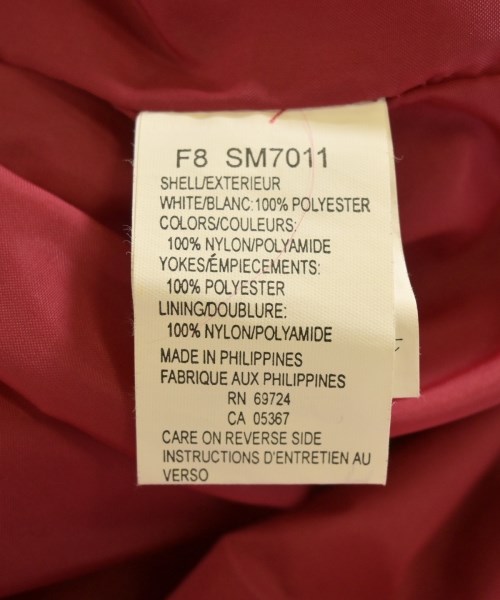 F8 SM7011
SHELL/EXTERIEUR
WHITE/BLANC:100% POLYESTER
COLORS/COULEURS:
100% NYLON/POLYAMIDE
YOKES/ÉMPIECEMENTS:
100% POLYESTER
LINING/DOUBLURE:
100% NYLON/POLYAMIDE
MADE IN PHILIPPINES
FABRIQUE AUX PHILIPPINES
RN 69724
CA 05367
CARE ON REVERSE SIDE
INSTRUCTIONS D'ENTRETIEN AU
VERSO